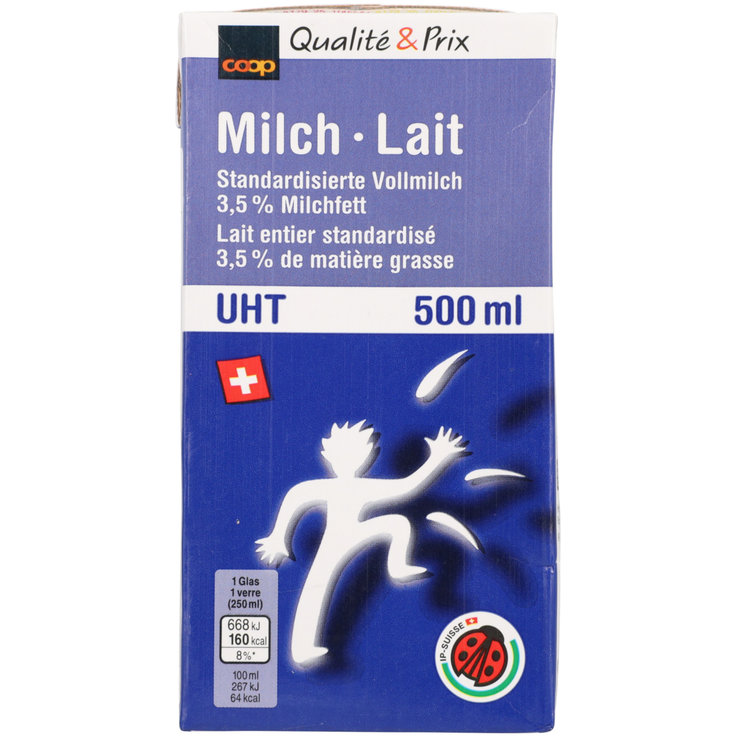 coop
Qualité & Prix
Milch · Lait
Standardisierte Vollmilch
3,5% Milchfett
Lait entier standardisé
3,5% de matière grasse
UHT 500 ml
1 Glas
1 verre
(250 ml)
668 kJ
160 kcal
8%*
100 ml
267 kJ
64 kcal
IP-SUISSE